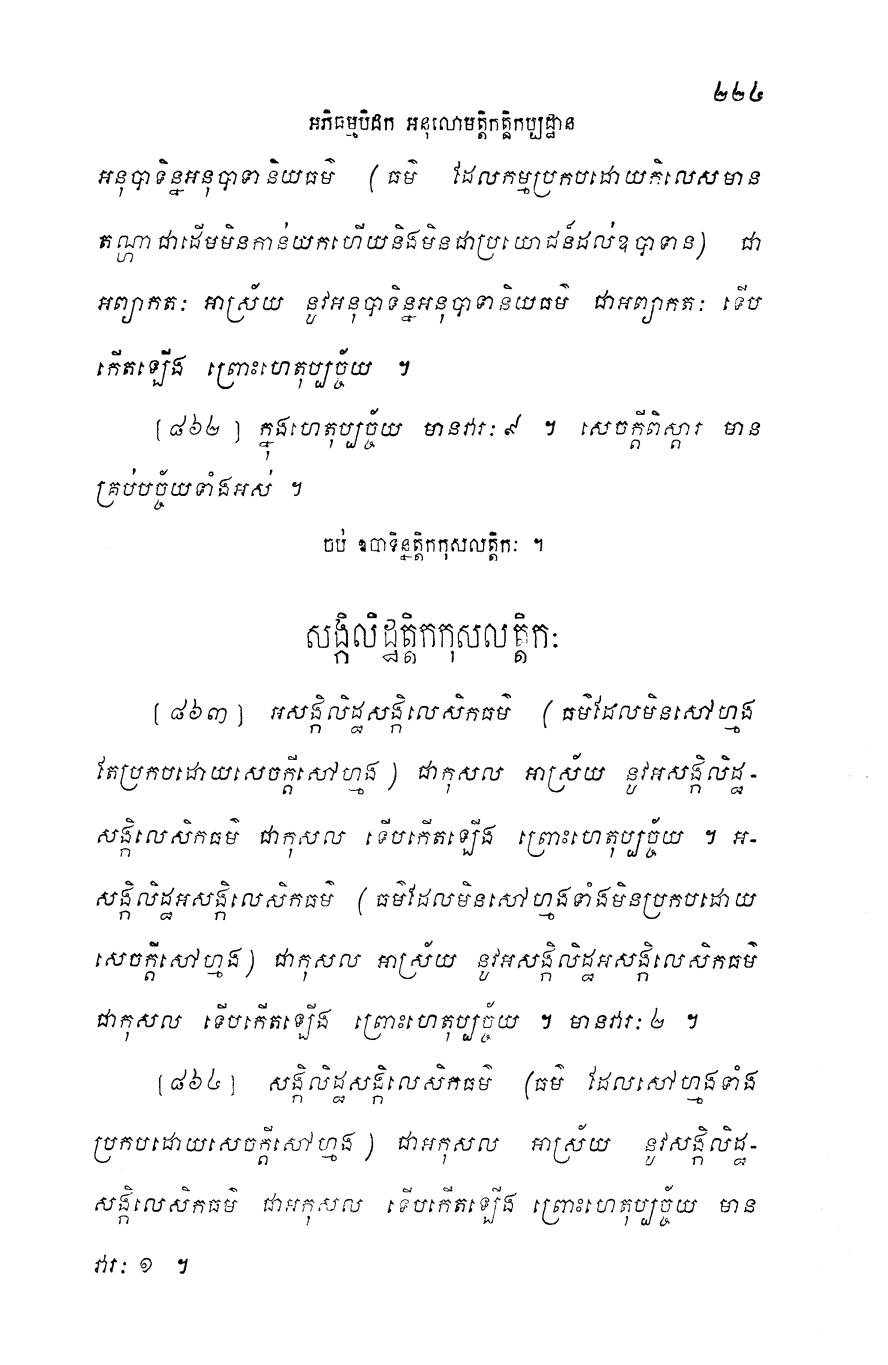 ២២៤
អភិធម្មបិដក អនុលោមត្តិកត្តិកប្បដ្ឋាន
អនុបាទិន្នអនុបាទានិយធម៌ (ធម៌ ដែលកម្មប្រកបដោយកិលេសមាន
តណ្ហាជាដើមមិនកាន់យកហើយនិងមិនជាប្រយោជន៍ដល់ឧបាទាន) ជា
អព្យាកតៈ អាស្រ័យ នូវអនុបាទិន្នអនុបាទានិយធម៌ ជាអព្យាកតៈ ទើប
កើតឡើង ព្រោះហេតុប្បច្ច័យ ។
[៨៦២] ក្នុងហេតុប្បច្ច័យ មានវារៈ៩ ។ សេចក្តីពិស្តារ មាន
គ្រប់បច្ច័យទាំងអស់ ។
ចប់ ឧបាទិន្នត្តិកកុសលត្តិកៈ ។
សង្កិលិដ្ឋត្តិកកុសលត្តិកៈ
[៨៦៣] អសង្កិលិដ្ឋសង្កិលេសិកធម៌ (ធម៌ដែលមិនសៅហ្មង
តែប្រកបដោយសេចក្តីសៅហ្មង) ជាកុសល អាស្រ័យ នូវអសង្កិលិដ្ឋ-
សង្កិលេសិកធម៌ ជាកុសល ទើបកើតឡើង ព្រោះហេតុប្បច្ច័យ ។ អ-
សង្កិលិដ្ឋអសង្កិលេសិកធម៌ (ធម៌ដែលមិនសៅហ្មងទាំងមិនប្រកបដោយ
សេចក្តីសៅហ្មង) ជាកុសល អាស្រ័យ នូវអសង្កិលិដ្ឋអសង្កិលេសិកធម៌
ជាកុសល ទើបកើតឡើង ព្រោះហេតុប្បច្ច័យ ។ មានវារៈ២ ។
[៨៦៤] សង្កិលិដ្ឋសង្កិលេសិកធម៌ (ធម៌ ដែលសៅហ្មងទាំង
ប្រកបដោយសេចក្តីសៅហ្មង) ជាអកុសល អាស្រ័យ នូវសង្កិលិដ្ឋ-
សង្កិលេសិកធម៌ ជាអកុសល ទើបកើតឡើង ព្រោះហេតុប្បច្ច័យ មាន
វារៈ ១ ។